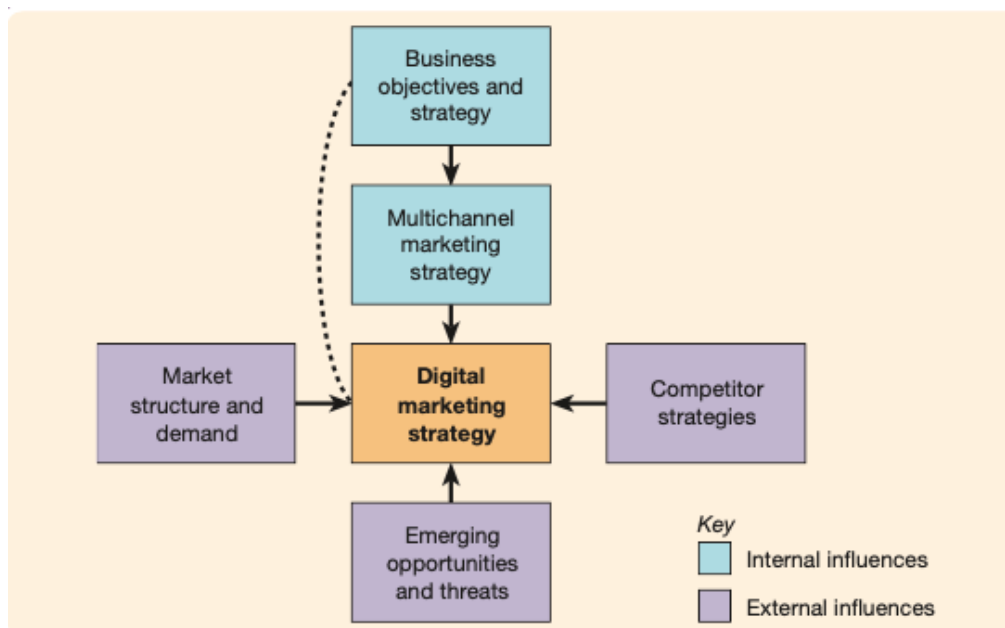 Business
objectives and
strategy
Multichannel
marketing
strategy
Market
structure and
demand
Digital
marketing
strategy
Competitor
strategies
Emerging
opportunities
and threats
Key
Internal influences
External influences